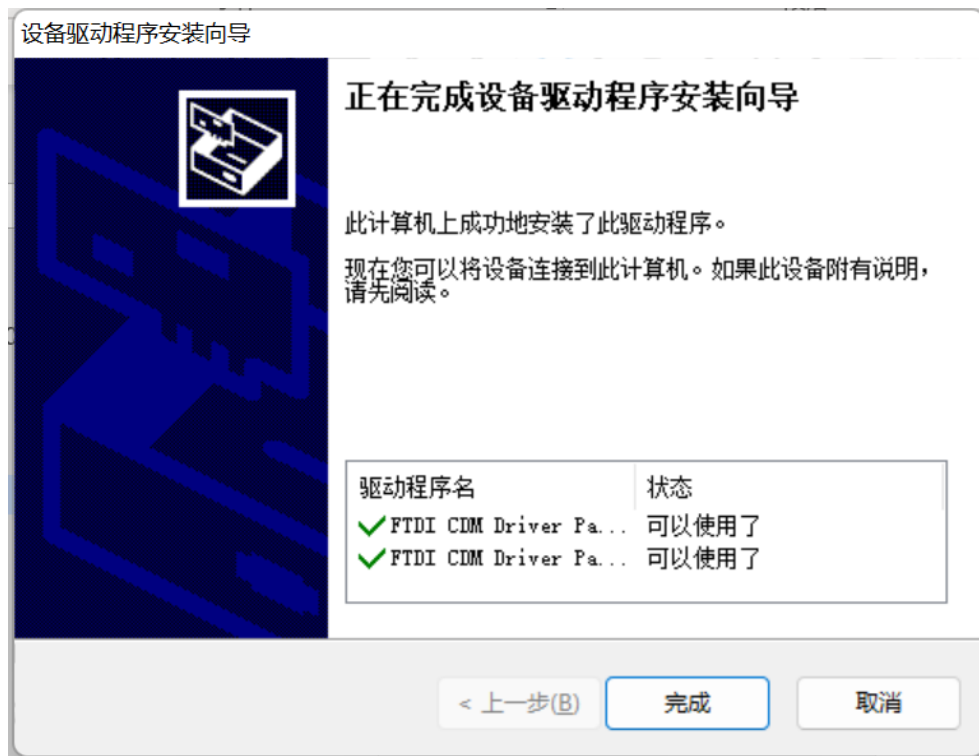 设备驱动程序安装向导
正在完成设备驱动程序安装向导
此计算机上成功地安装了此驱动程序。
现在您可以将设备连接到此计算机。如果此设备附有说明，
请先阅读。
驱动程序名 状态
FTDI CDM Driver Pa... 可以使用了
FTDI CDM Driver Pa... 可以使用了
< 上一步(B) 完成 取消